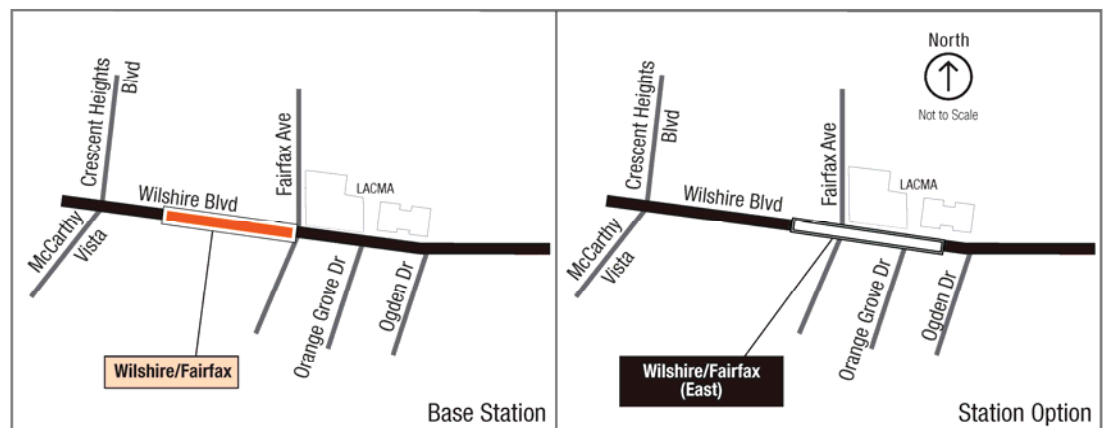 Crescent Heights
Blvd
Fairfax Ave
Wilshire Blvd
LACMA
McCarthy
Vista
Orange Grove Dr
Ogden Dr
Wilshire/Fairfax
Base Station
North
Not to Scale
Crescent Heights
Blvd
Fairfax Ave
Wilshire Blvd
LACMA
McCarthy
Vista
Orange Grove Dr
Ogden Dr
Wilshire/Fairfax
(East)
Station Option